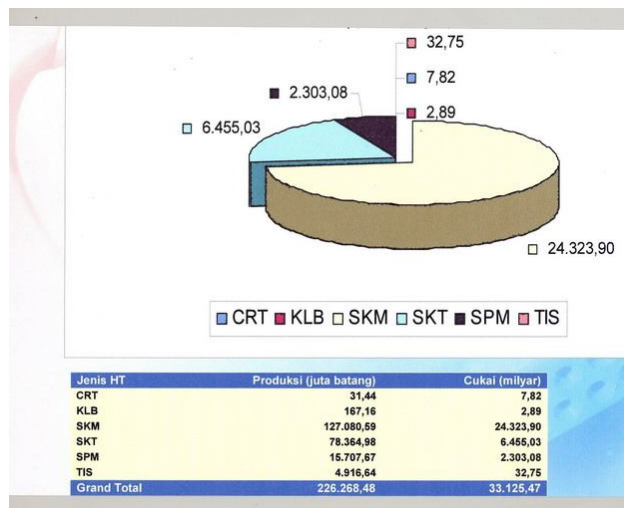 32,75
7,82
2.303,08
2,89
6.455,03
24.323,90
CRT KLB SKM SKT SPM TIS
Jenis HT Produksi (juta batang) Cukai (milyar)
CRT 31,44 7,82
KLB 167,16 2,89
SKM 127.080,59 24.323,90
SKT 78.364,98 6.455,03
SPM 15.707,67 2.303,08
TIS 4.916,64 32,75
Grand Total 226.268,48 33.125,47